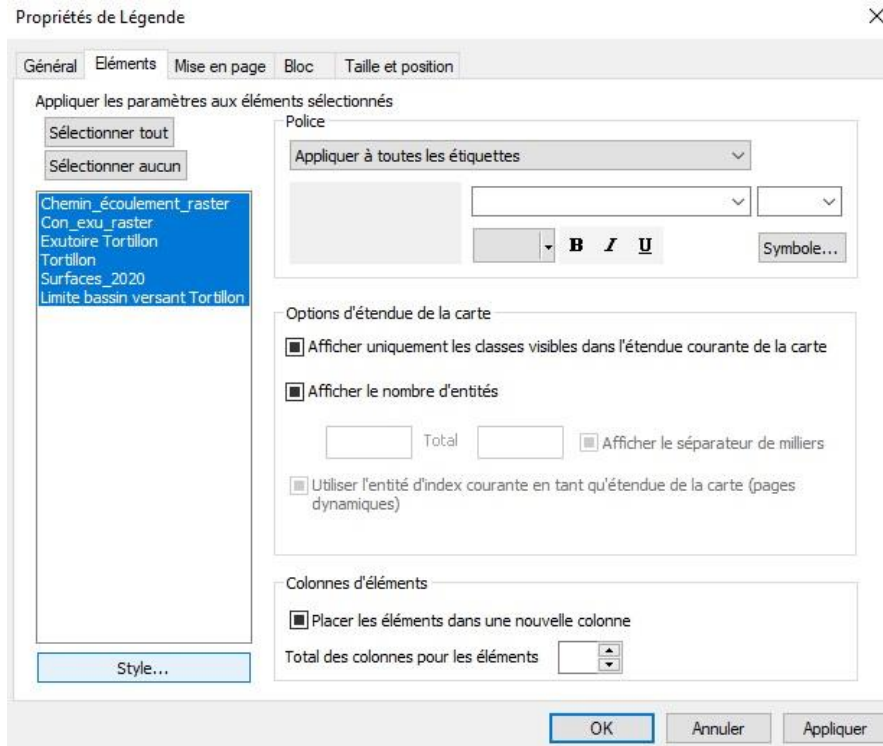 Propriétés de Légende
Général Eléments Mise en page Bloc Taille et position
Appliquer les paramètres aux éléments sélectionnés
Sélectionner tout
Sélectionner aucun
Chemin_écoulement_raster
Con_exu_raster
Exutoire Tortillon
Tortillon
Surfaces_2020
Limite bassin versant Tortillon
Style...
Police
Appliquer à toutes les étiquettes
B I U Symbole...
Options d'étendue de la carte
Afficher uniquement les classes visibles dans l'étendue courante de la carte
Afficher le nombre d'entités
Total Afficher le séparateur de milliers
Utiliser l'entité d'index courante en tant qu'étendue de la carte (pages
dynamiques)
Colonnes d'éléments
Placer les éléments dans une nouvelle colonne
Total des colonnes pour les éléments
OK Annuler Appliquer